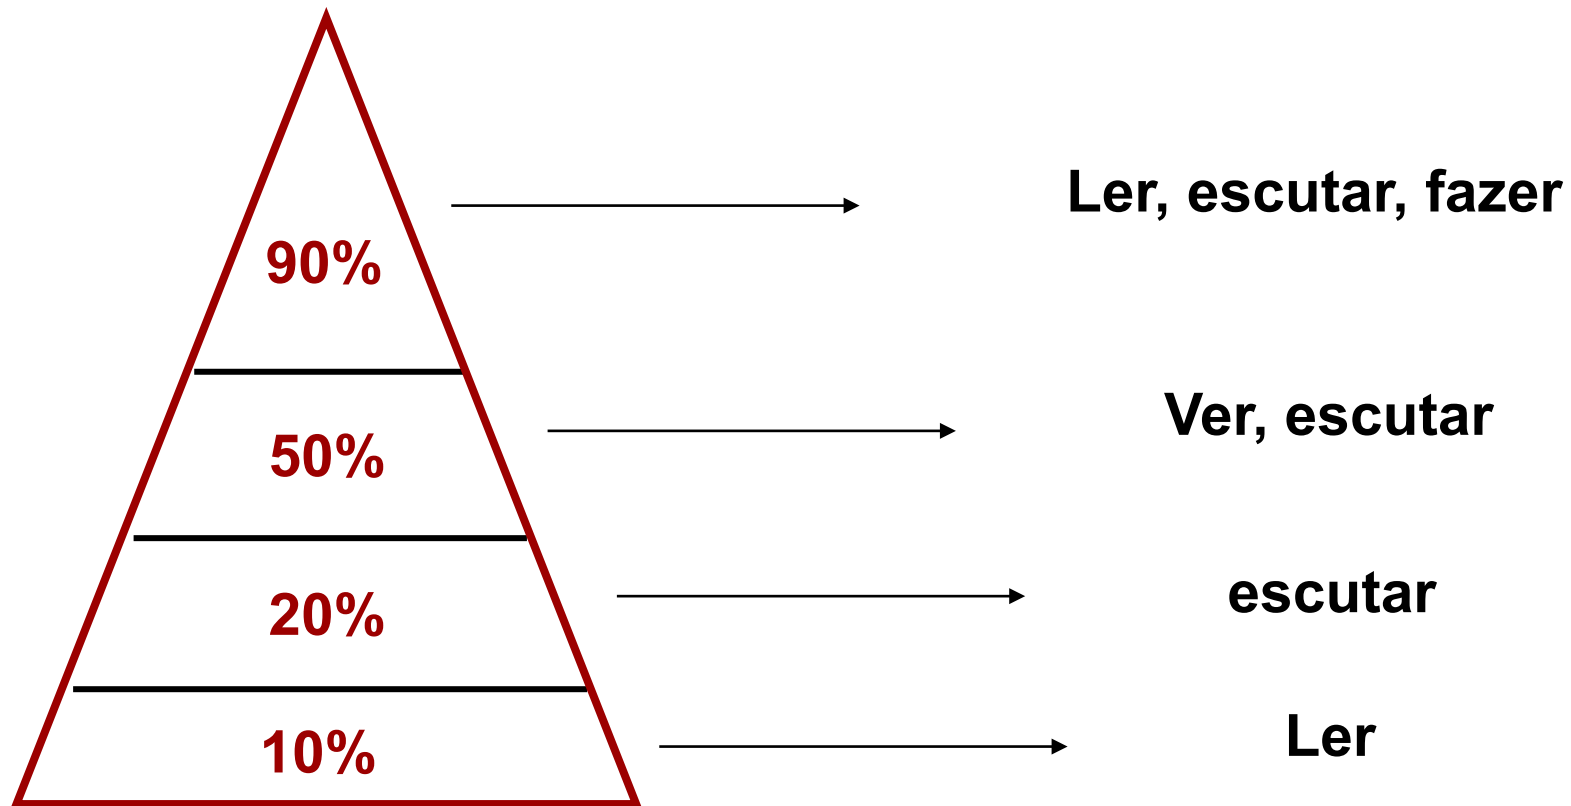 Ler, escutar, fazer
90%
Ver, escutar
50%
escutar
20%
Ler
10%